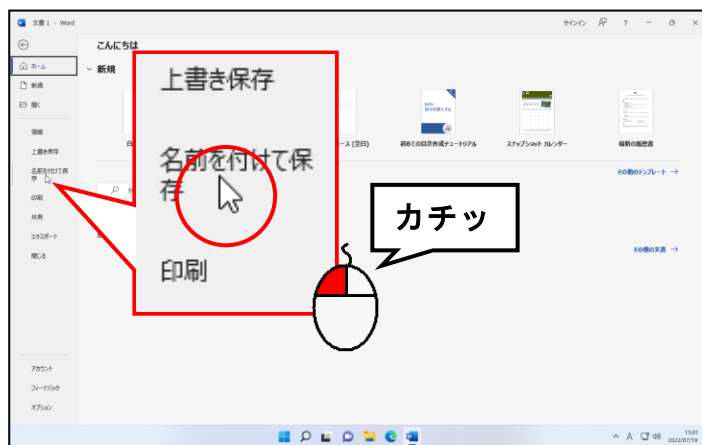 文書 1 - Word
サインイン
?
こんにちは
ホーム
新規
開く
情報
上書き保存
名前を付けて保
存
印刷
共有
エクスポート
閉じる
アカウント
フィードバック
オプション
新規
ース (空白)
初めての目次作成チュートリアル
スナップショット カレンダー
最新の履歴書
その他のテンプレート →
その他の文書 →
上書き保存
名前を付けて保
存
印刷
カチッ
A
15:01
2022/07/19